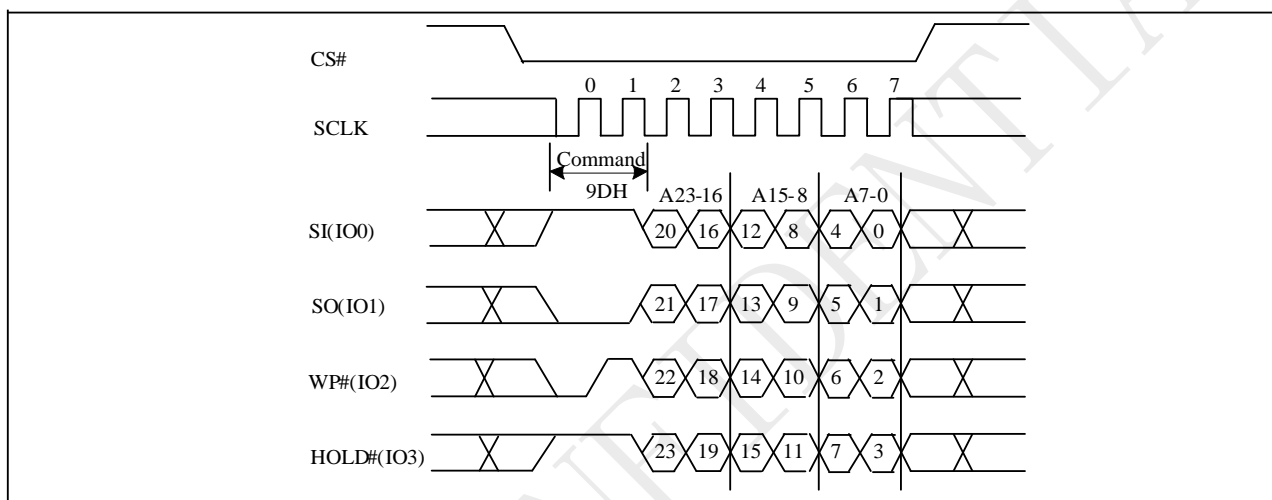 CS#
0 1 2 3 4 5 6 7
SCLK
Command
9DH
A23-16 A15-8 A7-0
SI(IO0) 20 16 12 8 4 0
SO(IO1) 21 17 13 9 5 1
WP#(IO2) 22 18 14 10 6 2
HOLD#(IO3) 23 19 15 11 7 3